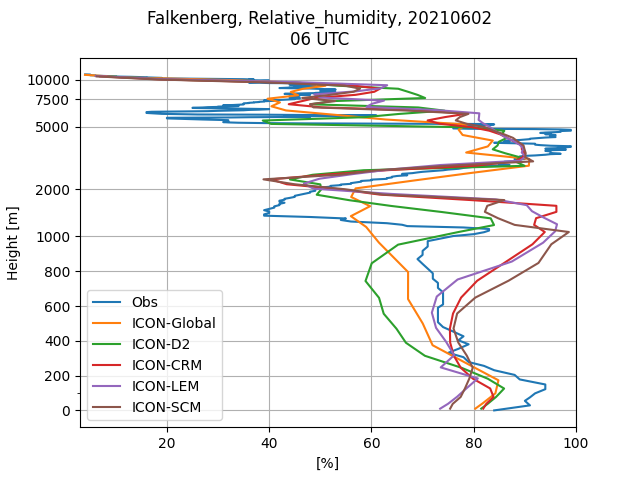 Falkenberg, Relative_humidity, 20210602
06 UTC
Height [m]
10000
7500
5000
2000
1000
800
600
400
200
0
Obs
ICON-Global
ICON-D2
ICON-CRM
ICON-LEM
ICON-SCM
20
40
60
80
100
[%]